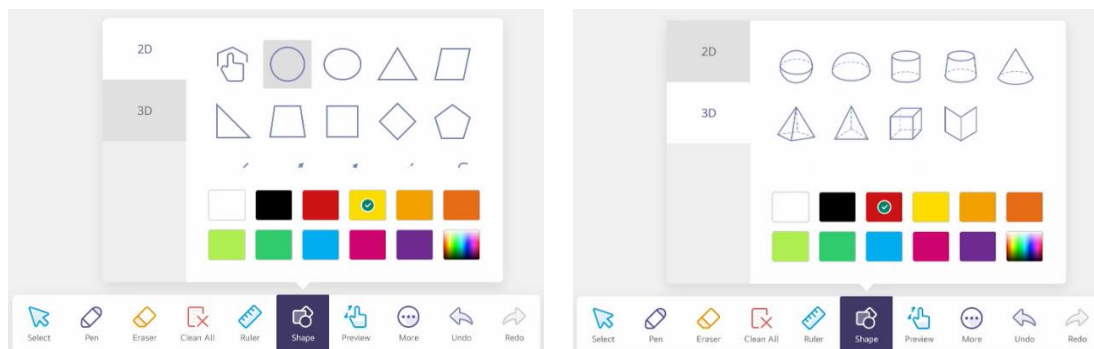 2D
3D
Select Pen Eraser Clean All Ruler Shape Preview More Undo Redo
2D
3D
Select Pen Eraser Clean All Ruler Shape Preview More Undo Redo